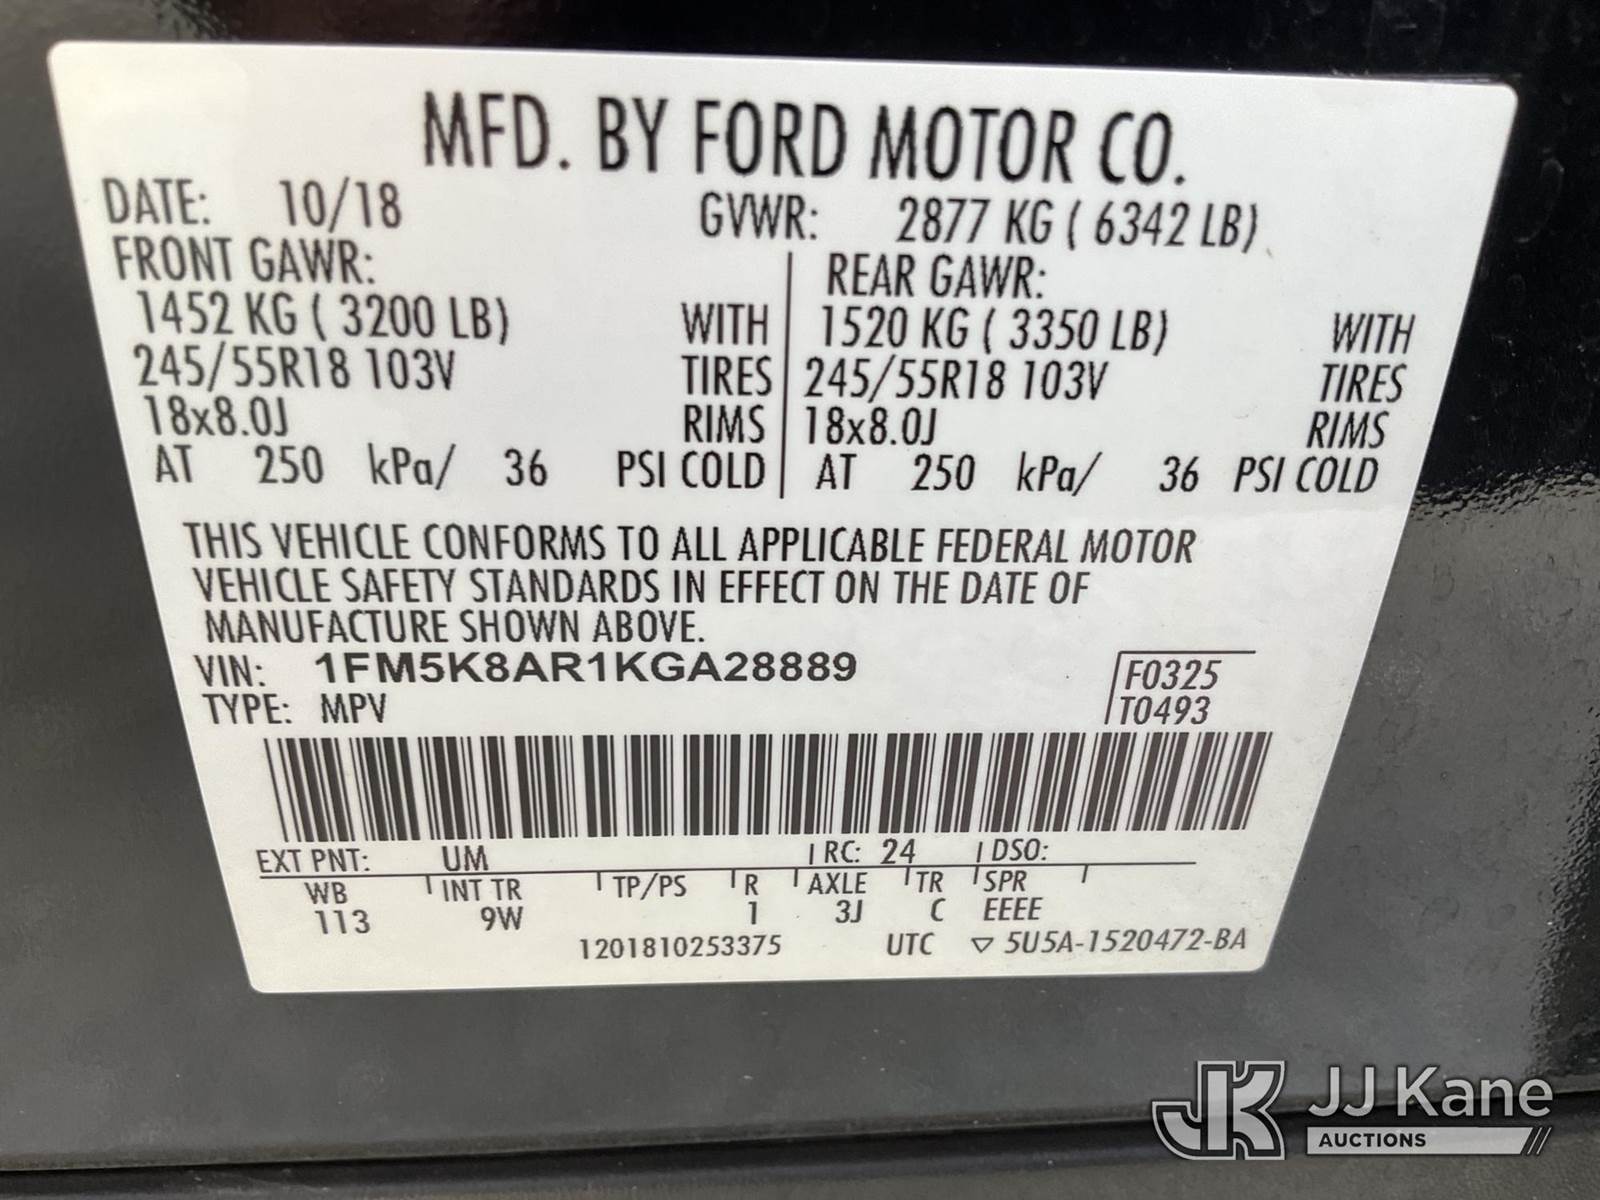 MFD. BY FORD MOTOR CO.
DATE: 10/18 GVWR: 2877 KG ( 6342 LB)
FRONT GAWR: REAR GAWR:
1452 KG ( 3200 LB) WITH 1520 KG ( 3350 LB) WITH
245/55R18 103V TIRES 245/55R18 103V TIRES
18x8.0J RIMS 18x8.0J RIMS
AT 250 kPa/ 36 PSI COLD AT 250 kPa/ 36 PSI COLD
THIS VEHICLE CONFORMS TO ALL APPLICABLE FEDERAL MOTOR
VEHICLE SAFETY STANDARDS IN EFFECT ON THE DATE OF
MANUFACTURE SHOWN ABOVE.
VIN: 1FM5K8AR1KGA28889 F0325
TYPE: MPV T0493
EXT PNT: UM RC: 24 DSO:
WB INT TR TP/PS R AXLE TR SPR
113 9W 1 3J C EEEE
1201810253375 UTC ▽ 5U5A-1520472-BA
JK JJ Kane
AUCTIONS